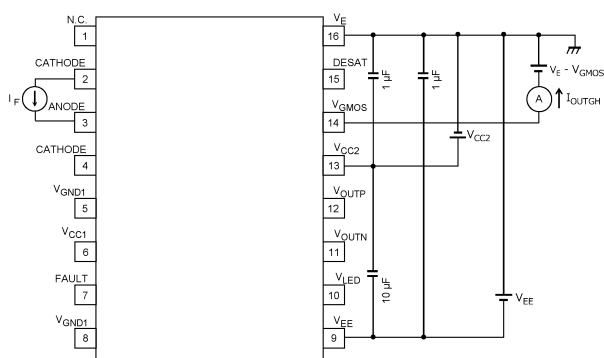 N.C.
1
CATHODE
2
ANODE
3
CATHODE
4
VGND1
5
VCC1
6
FAULT
7
VGND1
8
IF
VE
16
DESAT
15
VGMOS
14
VCC2
13
VOUTP
12
VOUTN
11
VLED
10
VEE
9
1 µF
1 µF
10 µF
VCC2
VEE
VE - VGMOS
A
IOUTGH